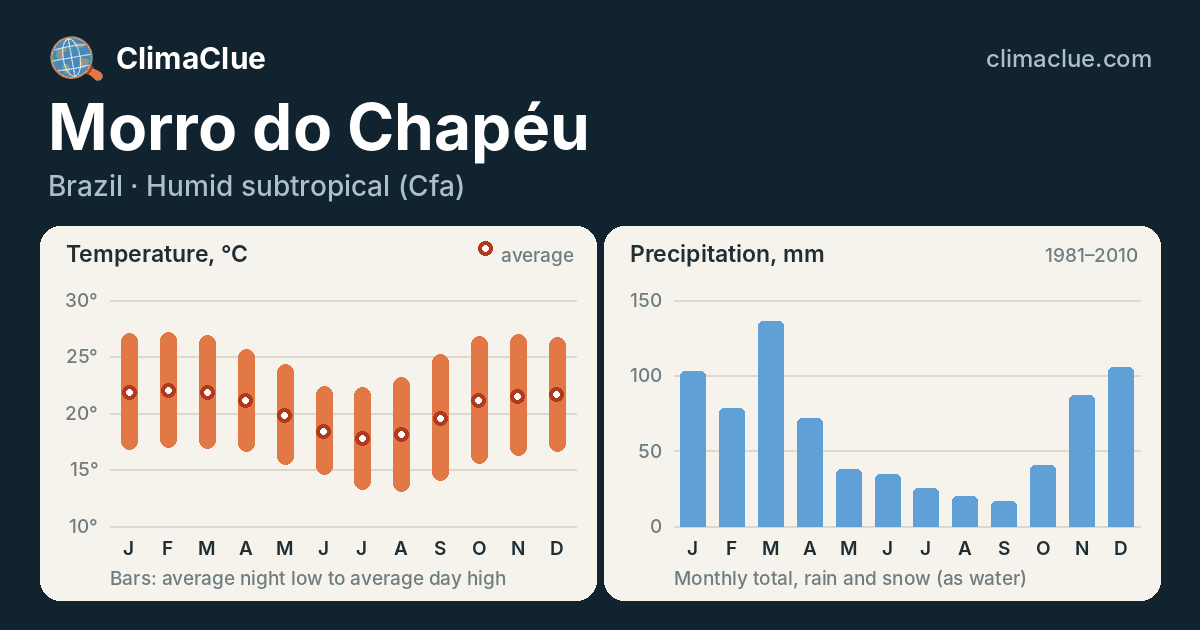 ClimaClue
climaclue.com
Morro do Chapéu
Brazil · Humid subtropical (Cfa)
Temperature, °C
average
30°
25°
20°
15°
10°
J F M A M J J A S O N D
Bars: average night low to average day high
Precipitation, mm
1981–2010
150
100
50
0
J F M A M J J A S O N D
Monthly total, rain and snow (as water)